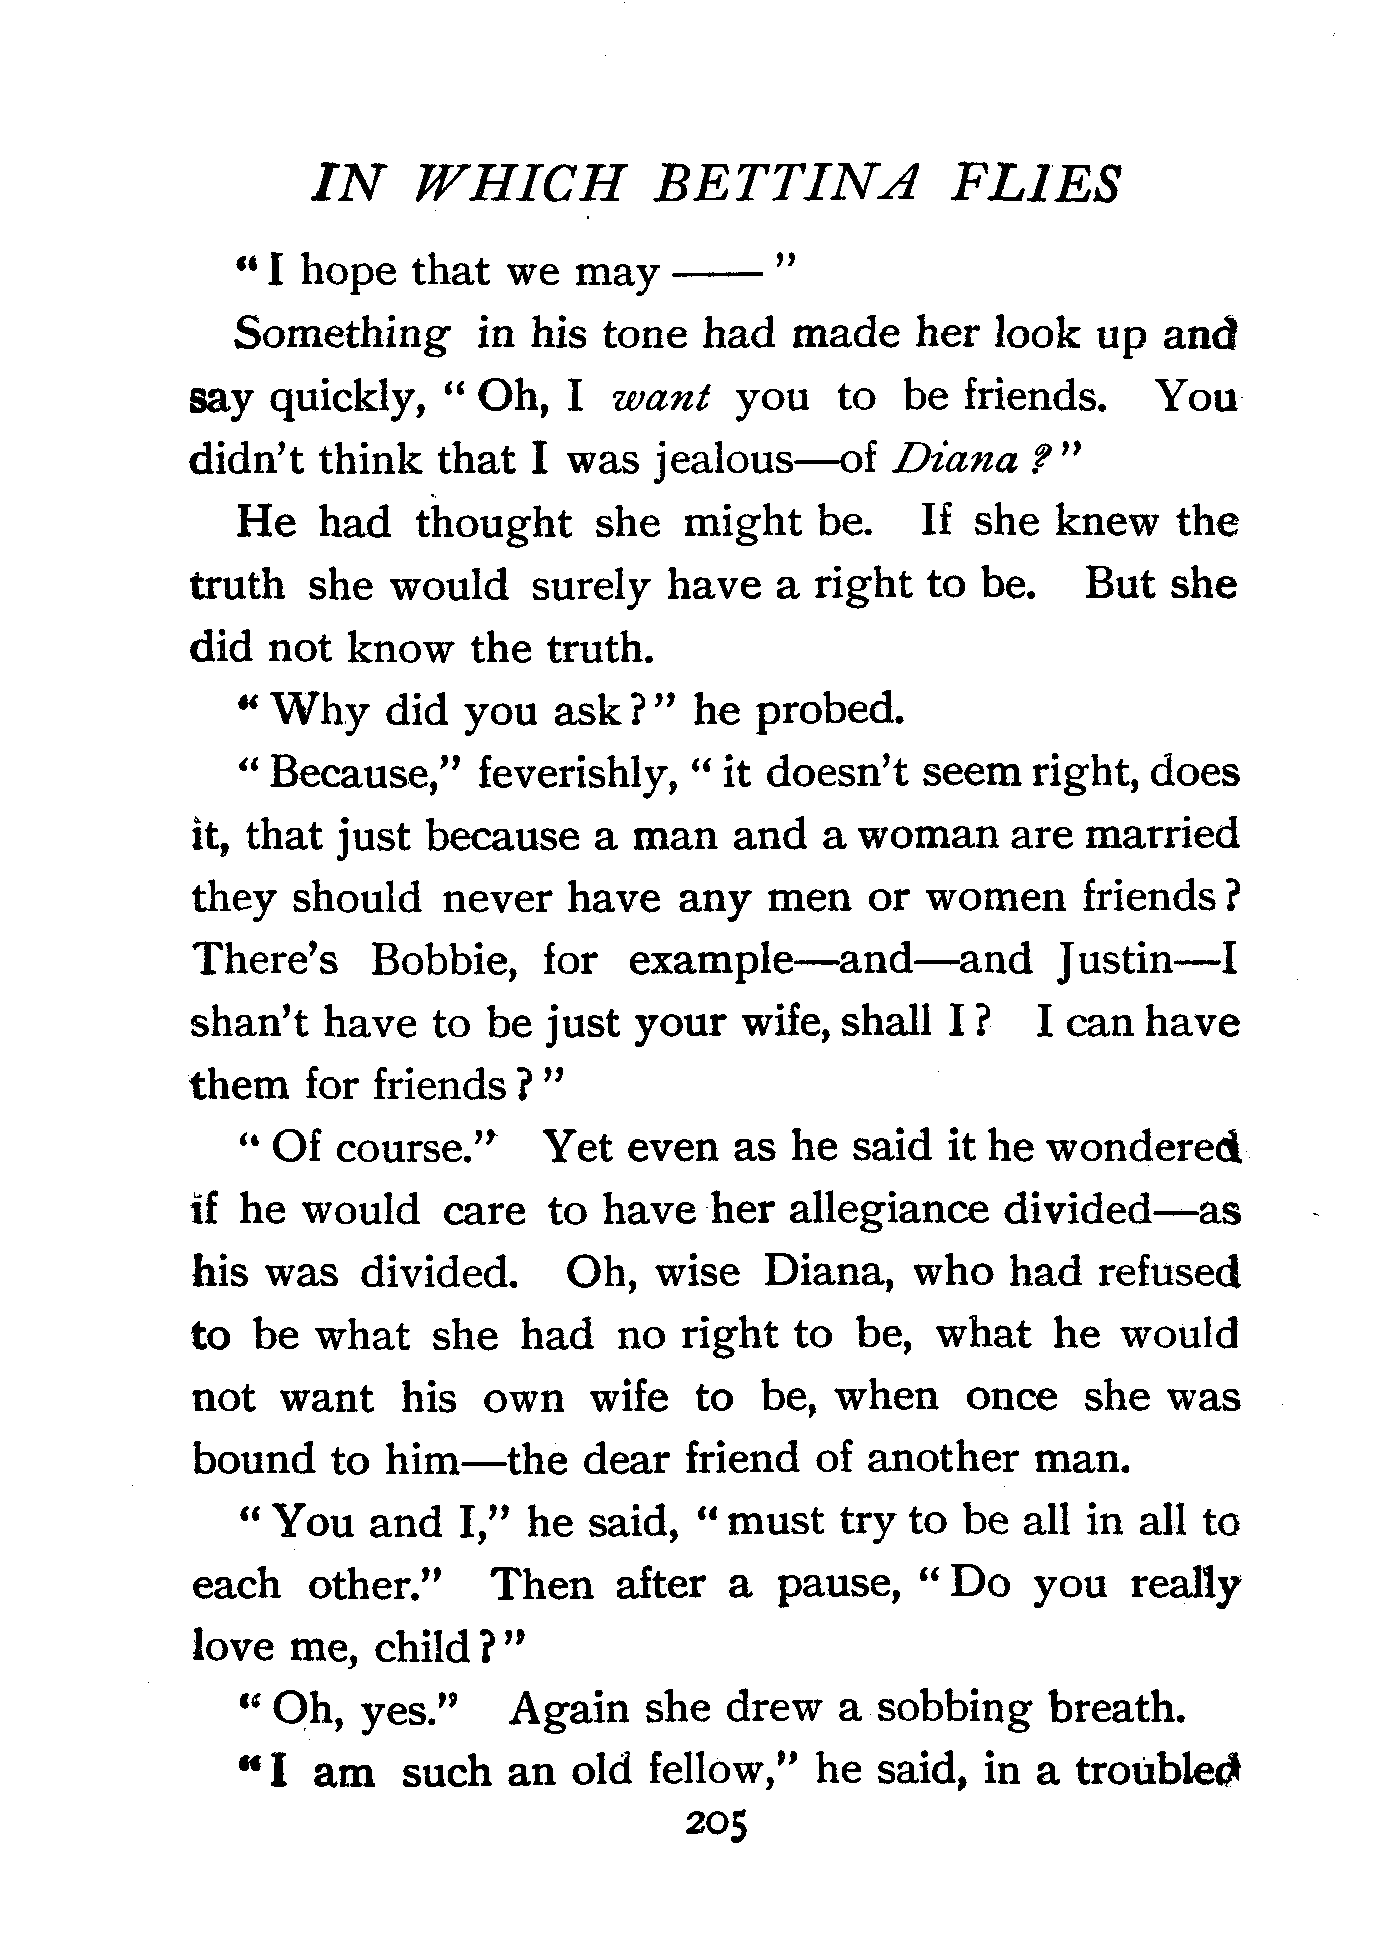 IN WHICH BETTINA FLIES
“ I hope that we may —— ”
Something in his tone had made her look up and
say quickly, “ Oh, I want you to be friends. You
didn’t think that I was jealous—of Diana ? ”
He had thought she might be. If she knew the
truth she would surely have a right to be. But she
did not know the truth.
“ Why did you ask ? ” he probed.
“ Because,” feverishly, “ it doesn’t seem right, does
it, that just because a man and a woman are married
they should never have any men or women friends ?
There’s Bobbie, for example—and—and Justin—I
shan’t have to be just your wife, shall I ? I can have
them for friends ? ”
“ Of course.” Yet even as he said it he wondered
if he would care to have her allegiance divided—as
his was divided. Oh, wise Diana, who had refused
to be what she had no right to be, what he would
not want his own wife to be, when once she was
bound to him—the dear friend of another man.
“ You and I,” he said, “ must try to be all in all to
each other.” Then after a pause, “ Do you really
love me, child ? ”
“ Oh, yes.” Again she drew a sobbing breath.
“ I am such an old fellow,” he said, in a troubled
205